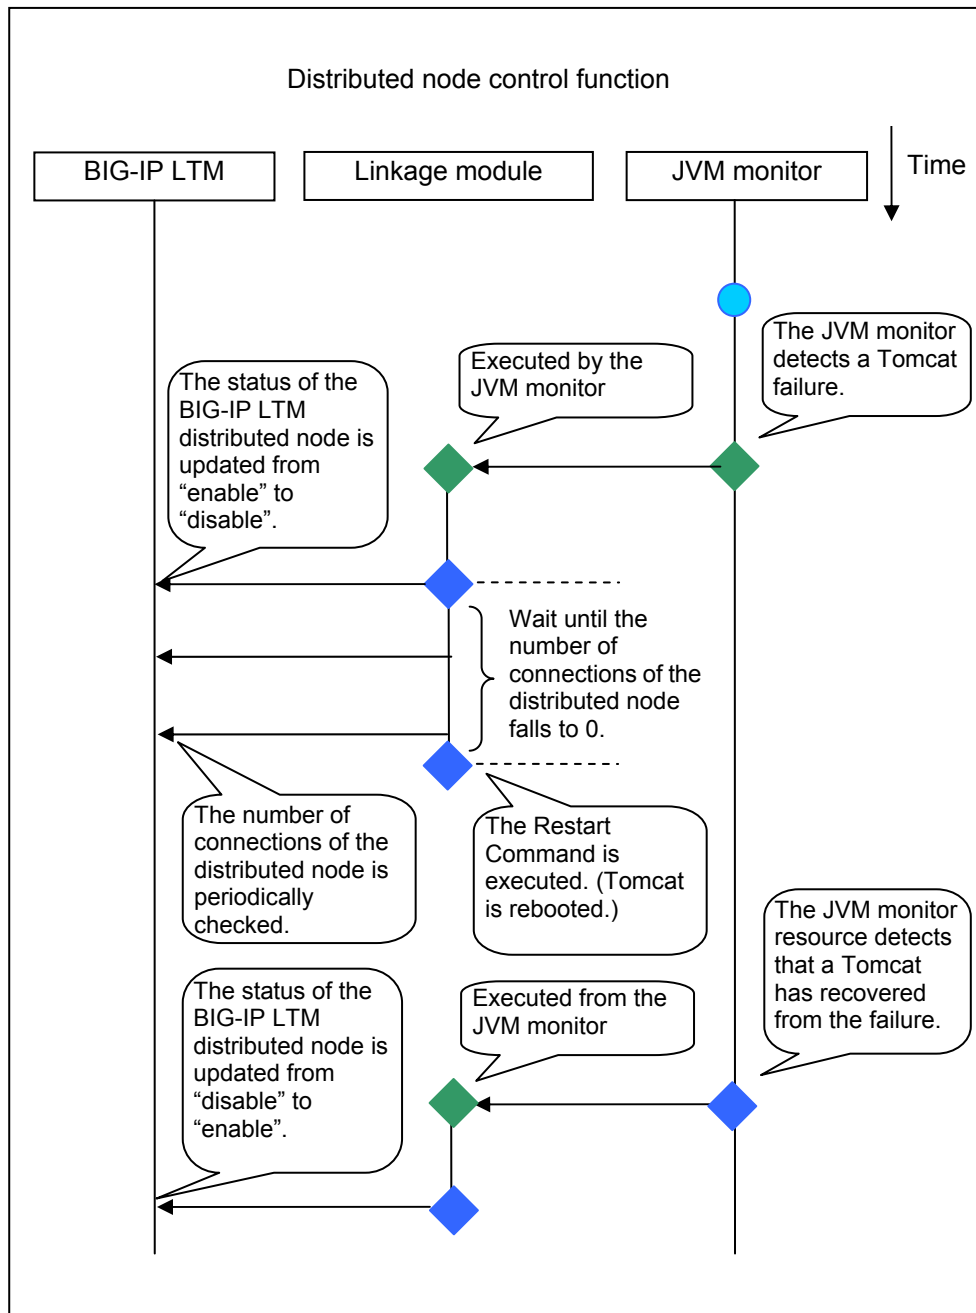 Distributed node control function
BIG-IP LTM
Linkage module
JVM monitor
Time
The JVM monitor
detects a Tomcat
failure.
Executed by the
JVM monitor
The status of the
BIG-IP LTM
distributed node is
updated from
“enable” to
“disable”.
Wait until the
number of
connections of the
distributed node
falls to 0.
The number of
connections of the
distributed node is
periodically
checked.
The Restart
Command is
executed. (Tomcat
is rebooted.)
The JVM monitor
resource detects
that a Tomcat
has recovered
from the failure.
Executed from the
JVM monitor
The status of the
BIG-IP LTM
distributed node is
updated from
“disable” to
“enable”.